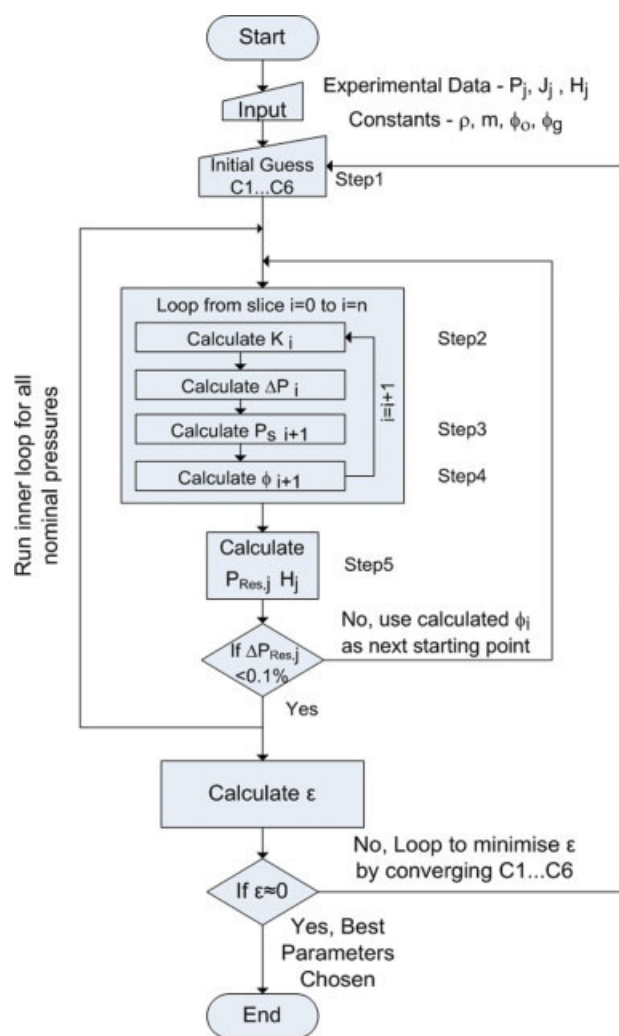 Start
Experimental Data - Pj, Jj , Hj
Input
Constants - ρ, m, ϕo, ϕg
Initial Guess
C1...C6
Step1
Loop from slice i=0 to i=n
Calculate K i
Step2
Calculate ΔP i
i=i+1
Calculate Ps i+1
Step3
Calculate ϕ i+1
Step4
Run inner loop for all
nominal pressures
Calculate
PRes,j Hj
Step5
No, use calculated ϕi
as next starting point
If ΔPRes,j
<0.1%
Yes
Calculate ε
No, Loop to minimise ε
by converging C1...C6
If ε≈0
Yes, Best
Parameters
Chosen
End